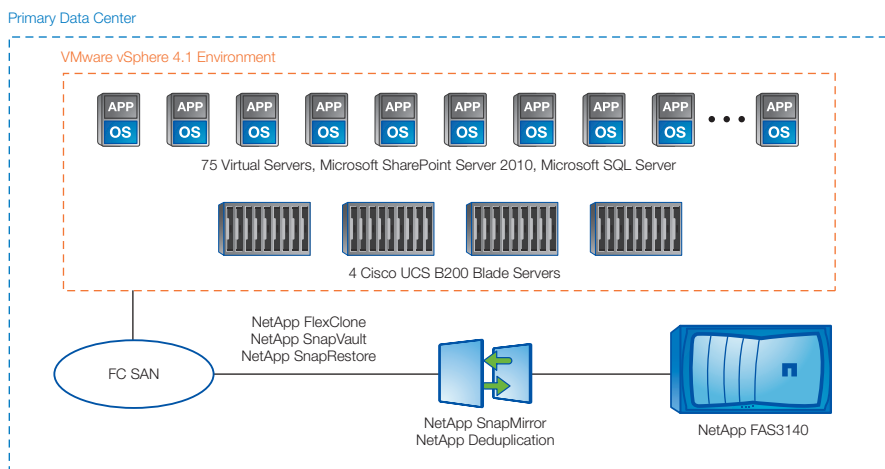 Primary Data Center
VMware vSphere 4.1 Environment
APP APP APP APP APP APP APP APP APP APP
OS OS OS OS OS OS OS OS OS OS
75 Virtual Servers, Microsoft SharePoint Server 2010, Microsoft SQL Server
4 Cisco UCS B200 Blade Servers
NetApp FlexClone
NetApp SnapVault
NetApp SnapRestore
FC SAN
NetApp SnapMirror
NetApp Deduplication
NetApp FAS3140